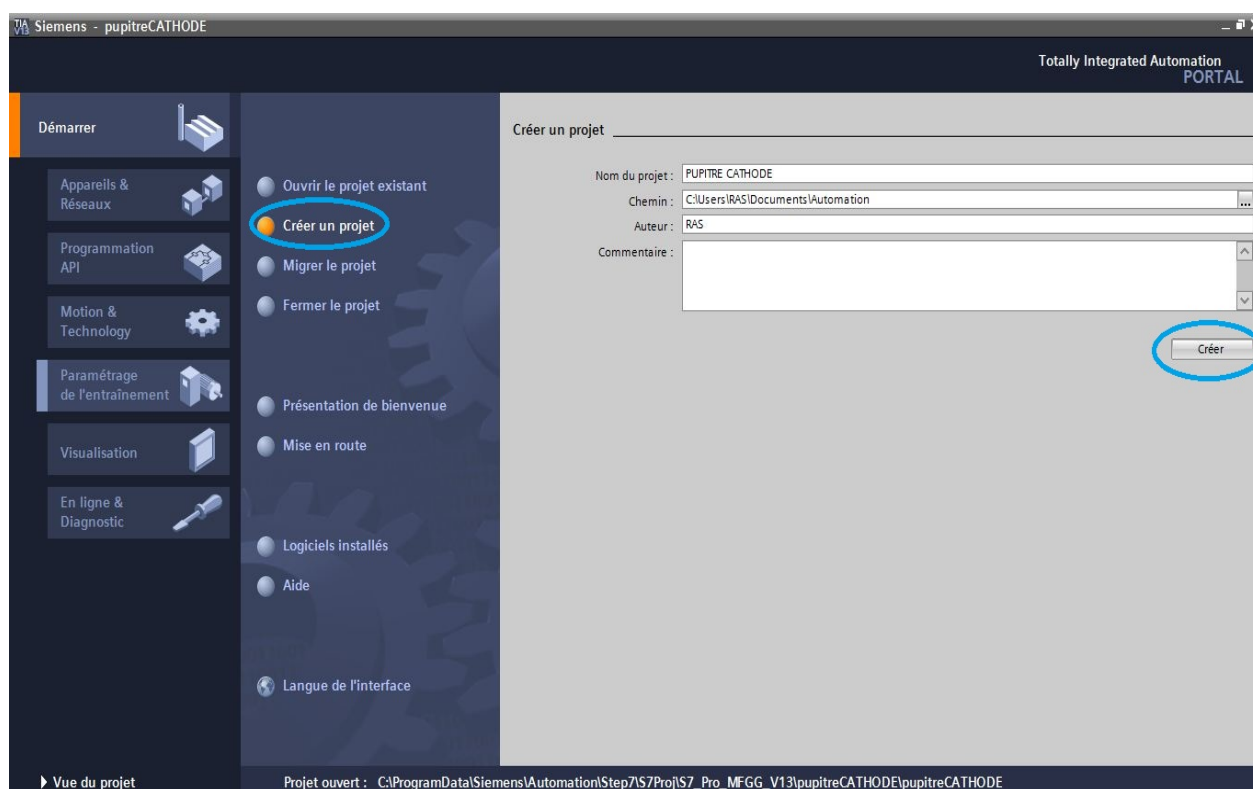 TIA V13 Siemens - pupitreCATHODE
Totally Integrated Automation
PORTAL
Démarrer
Appareils &
Réseaux
Programmation
API
Motion &
Technology
Paramétrage
de l'entraînement
Visualisation
En ligne &
Diagnostic
Vue du projet
Ouvrir le projet existant
Créer un projet
Migrer le projet
Fermer le projet
Présentation de bienvenue
Mise en route
Logiciels installés
Aide
Langue de l'interface
Créer un projet
Nom du projet : PUPITRE CATHODE
Chemin : C:\Users\RAS\Documents\Automation
...
Auteur : RAS
Commentaire :
Créer
Projet ouvert : C:\ProgramData\Siemens\Automation\Step7\S7Proj\S7_Pro_MFGG_V13\pupitreCATHODE\pupitreCATHODE